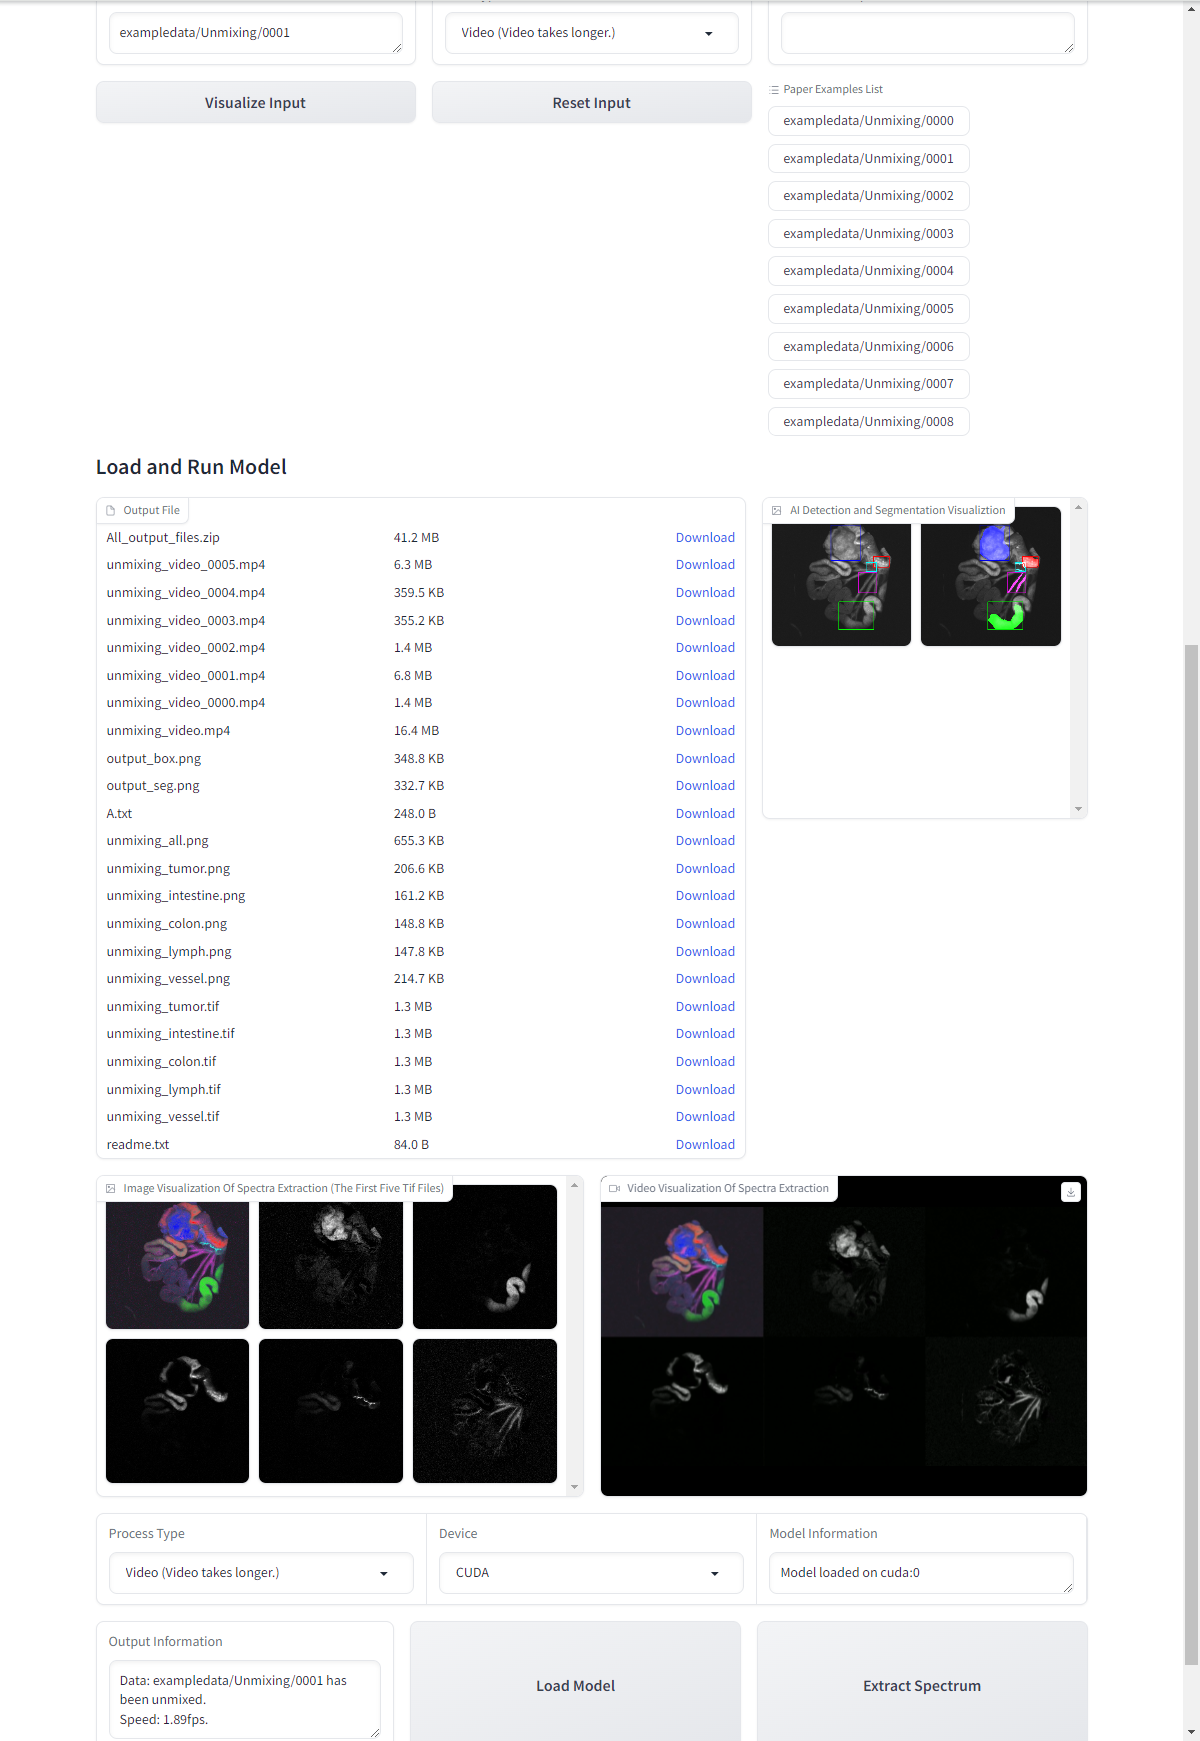 exampledata/Unmixing/0001
Video (Video takes longer.)
Visualize Input
Reset Input
Paper Examples List
exampledata/Unmixing/0000
exampledata/Unmixing/0001
exampledata/Unmixing/0002
exampledata/Unmixing/0003
exampledata/Unmixing/0004
exampledata/Unmixing/0005
exampledata/Unmixing/0006
exampledata/Unmixing/0007
exampledata/Unmixing/0008
Load and Run Model
Output File
All_output_files.zip 41.2 MB Download
unmixing_video_0005.mp4 6.3 MB Download
unmixing_video_0004.mp4 359.5 KB Download
unmixing_video_0003.mp4 355.2 KB Download
unmixing_video_0002.mp4 1.4 MB Download
unmixing_video_0001.mp4 6.8 MB Download
unmixing_video_0000.mp4 1.4 MB Download
unmixing_video.mp4 16.4 MB Download
output_box.png 348.8 KB Download
output_seg.png 332.7 KB Download
A.txt 248.0 B Download
unmixing_all.png 655.3 KB Download
unmixing_tumor.png 206.6 KB Download
unmixing_intestine.png 161.2 KB Download
unmixing_colon.png 148.8 KB Download
unmixing_lymph.png 147.8 KB Download
unmixing_vessel.png 214.7 KB Download
unmixing_tumor.tif 1.3 MB Download
unmixing_intestine.tif 1.3 MB Download
unmixing_colon.tif 1.3 MB Download
unmixing_lymph.tif 1.3 MB Download
unmixing_vessel.tif 1.3 MB Download
readme.txt 84.0 B Download
AI Detection and Segmentation Visualiztion
Image Visualization Of Spectra Extraction (The First Five Tif Files)
Video Visualization Of Spectra Extraction
Process Type
Video (Video takes longer.)
Device
CUDA
Model Information
Model loaded on cuda:0
Output Information
Data: exampledata/Unmixing/0001 has
been unmixed.
Speed: 1.89fps.
Load Model
Extract Spectrum